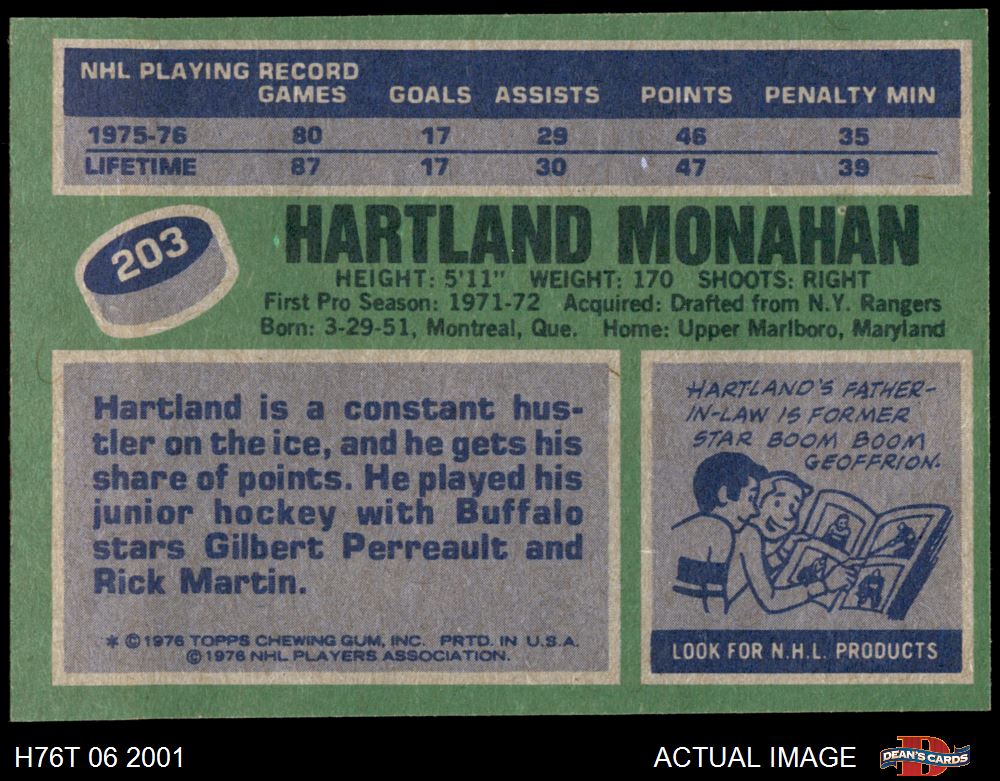 NHL PLAYING RECORD
GAMES GOALS ASSISTS POINTS PENALTY MIN
1975-76 80 17 29 46 35
LIFETIME 87 17 30 47 39
203
HARTLAND MONAHAN
HEIGHT: 5'11" WEIGHT: 170 SHOOTS: RIGHT
First Pro Season: 1971-72 Acquired: Drafted from N.Y. Rangers
Born: 3-29-51, Montreal, Que. Home: Upper Marlboro, Maryland
Hartland is a constant hus-
tler on the ice, and he gets his
share of points. He played his
junior hockey with Buffalo
stars Gilbert Perreault and
Rick Martin.
* ©1976 TOPPS CHEWING GUM, INC. PRTD. IN U.S.A.
©1976 NHL PLAYERS ASSOCIATION.
HARTLAND'S FATHER-
IN-LAW IS FORMER
STAR BOOM BOOM
GEOFFRION.
LOOK FOR N.H.L. PRODUCTS
H76T 06 2001
ACTUAL IMAGE
D
DEAN'S CARDS